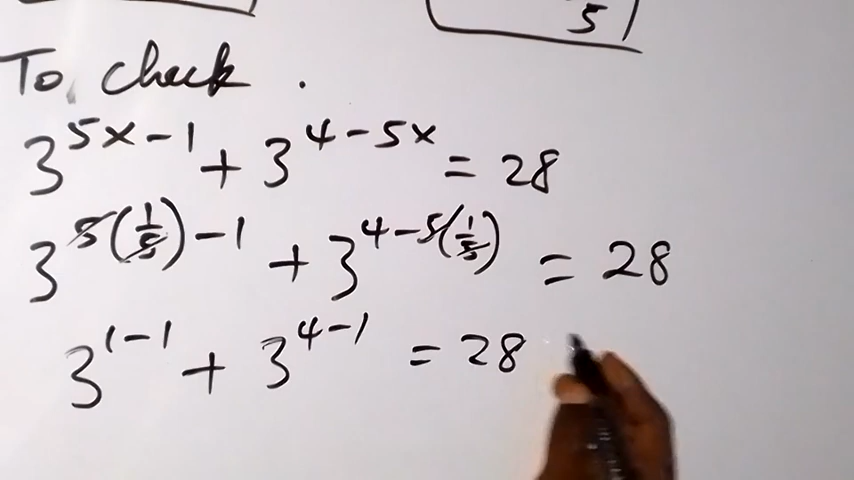 5
To check .
3^{5x-1} + 3^{4-5x} = 28
3^{5(1/5)-1} + 3^{4-5(1/5)} = 28
3^{1-1} + 3^{4-1} = 28